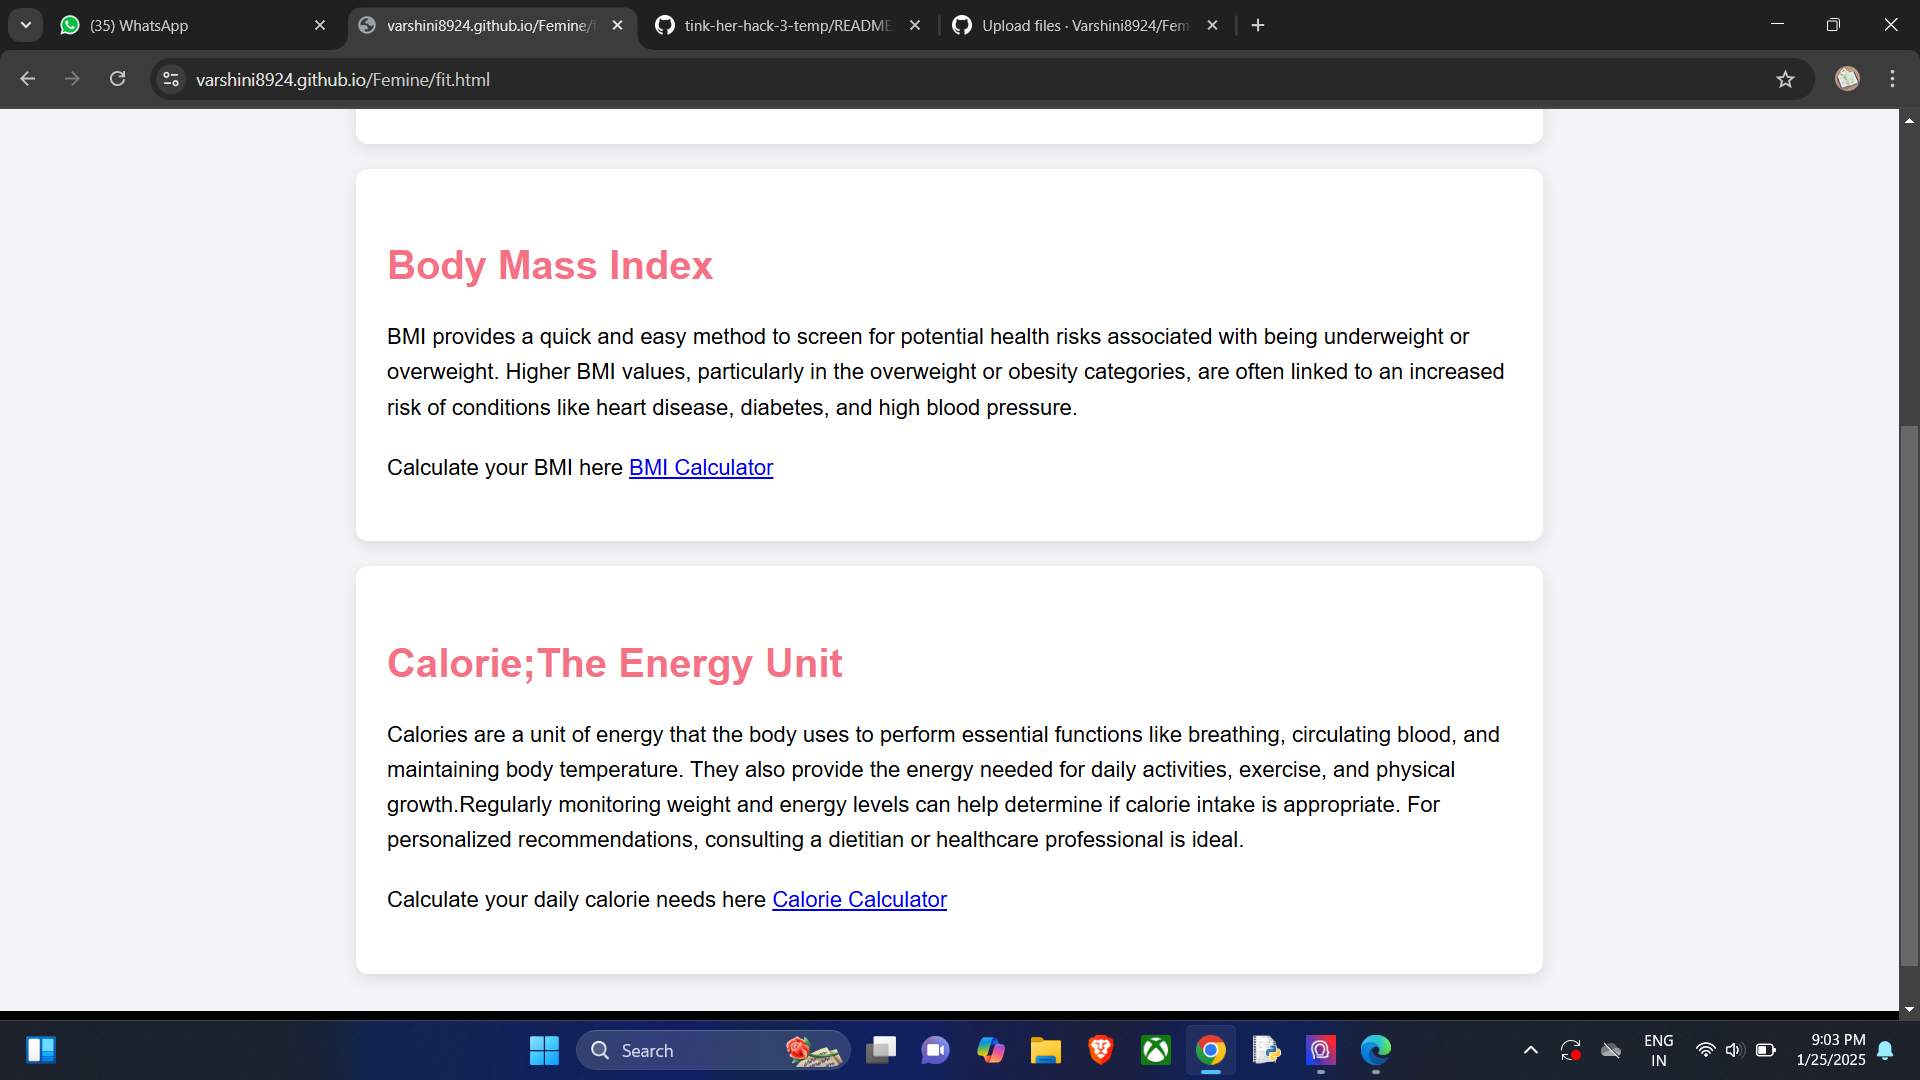 (35) WhatsApp
varshini8924.github.io/Femine/f
tink-her-hack-3-temp/README
Upload files · Varshini8924/Fem
varshini8924.github.io/Femine/fit.html
Body Mass Index
BMI provides a quick and easy method to screen for potential health risks associated with being underweight or
overweight. Higher BMI values, particularly in the overweight or obesity categories, are often linked to an increased
risk of conditions like heart disease, diabetes, and high blood pressure.
Calculate your BMI here BMI Calculator
Calorie;The Energy Unit
Calories are a unit of energy that the body uses to perform essential functions like breathing, circulating blood, and
maintaining body temperature. They also provide the energy needed for daily activities, exercise, and physical
growth.Regularly monitoring weight and energy levels can help determine if calorie intake is appropriate. For
personalized recommendations, consulting a dietitian or healthcare professional is ideal.
Calculate your daily calorie needs here Calorie Calculator
Search
ENG
IN
9:03 PM
1/25/2025